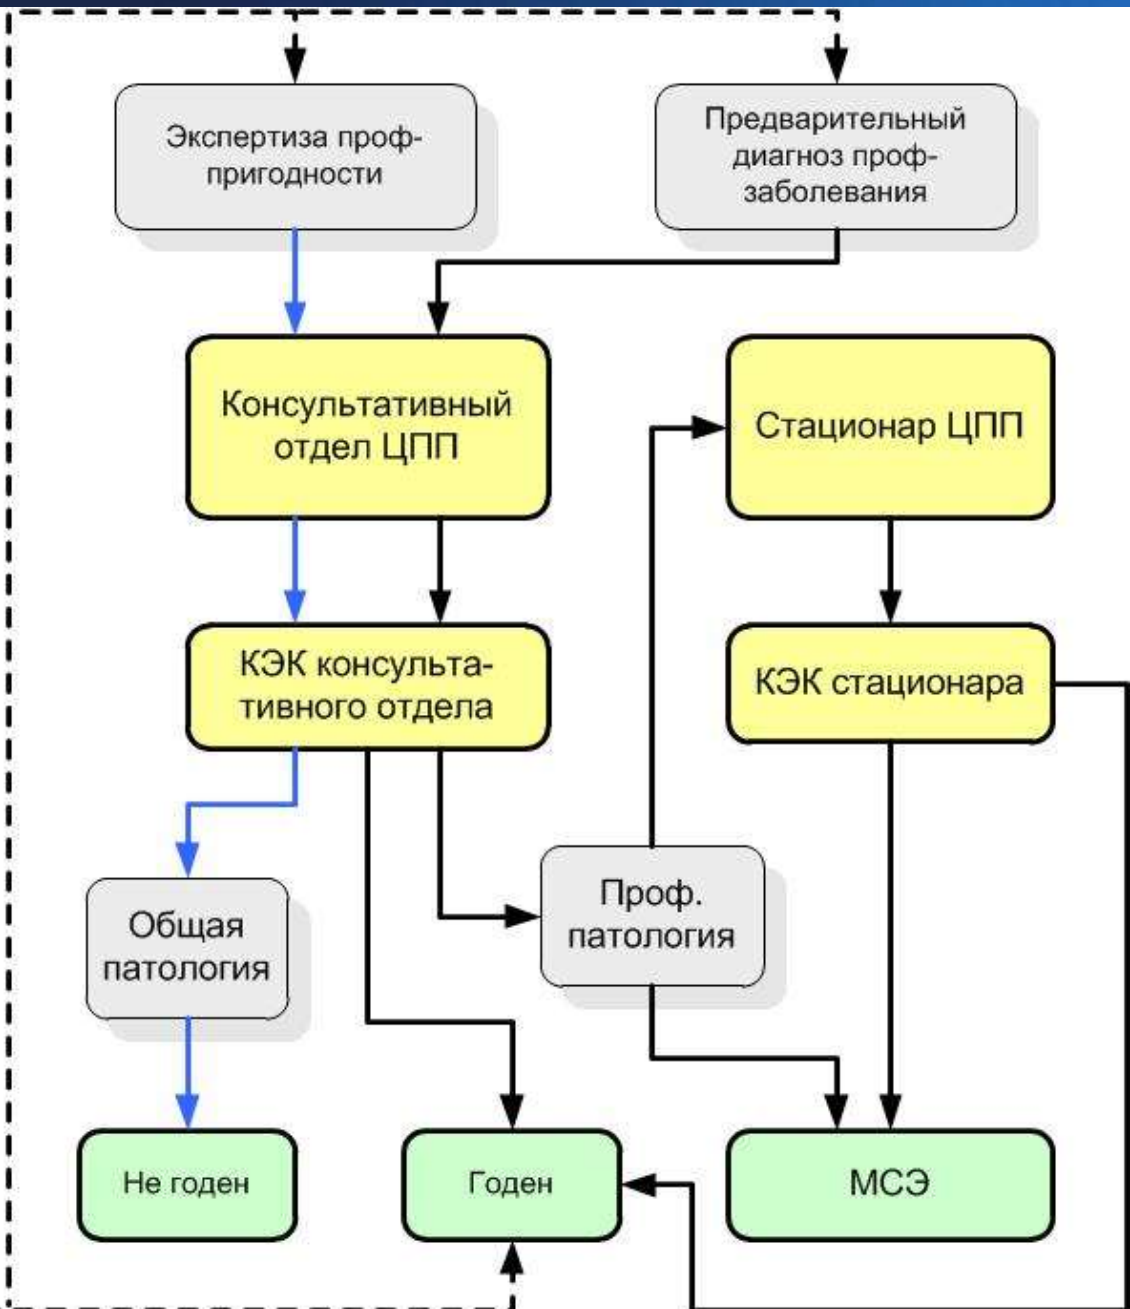 Экспертиза проф-
пригодности
Предварительный
диагноз проф-
заболевания
Консультативный
отдел ЦПП
Стационар ЦПП
КЭК консульта-
тивного отдела
КЭК стационара
Общая
патология
Проф.
патология
Не годен
Годен
МСЭ